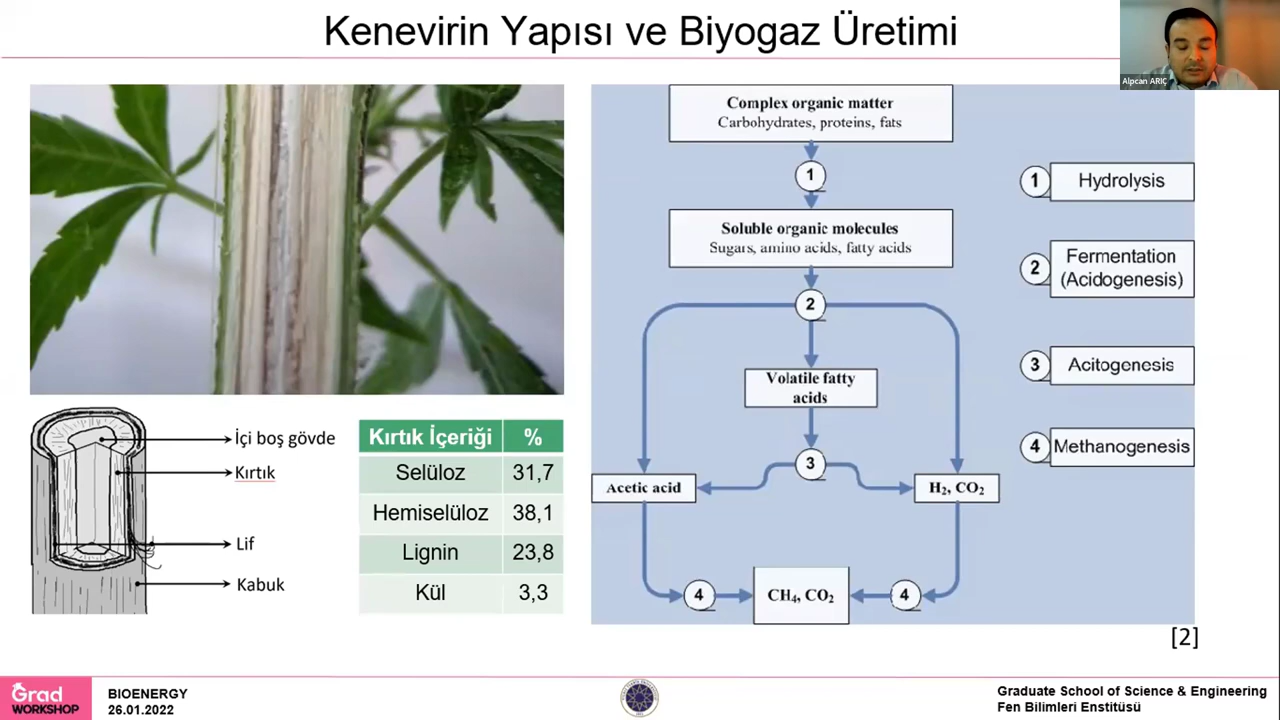 Kenevirin Yapısı ve Biyogaz Üretimi
Alpcan ARIÇ
Complex organic matter
Carbohydrates, proteins, fats
1
Soluble organic molecules
Sugars, amino acids, fatty acids
2
Volatile fatty
acids
3
Acetic acid
H₂, CO₂
4
CH₄, CO₂
4
1 Hydrolysis
2 Fermentation
(Acidogenesis)
3 Acitogenesis
4 Methanogenesis
[2]
İçi boş gövde
Kırtık
Lif
Kabuk
Kırtık İçeriği %
Selüloz 31,7
Hemiselüloz 38,1
Lignin 23,8
Kül 3,3
Grad
WORKSHOP
BIOENERGY
26.01.2022
Graduate School of Science & Engineering
Fen Bilimleri Enstitüsü